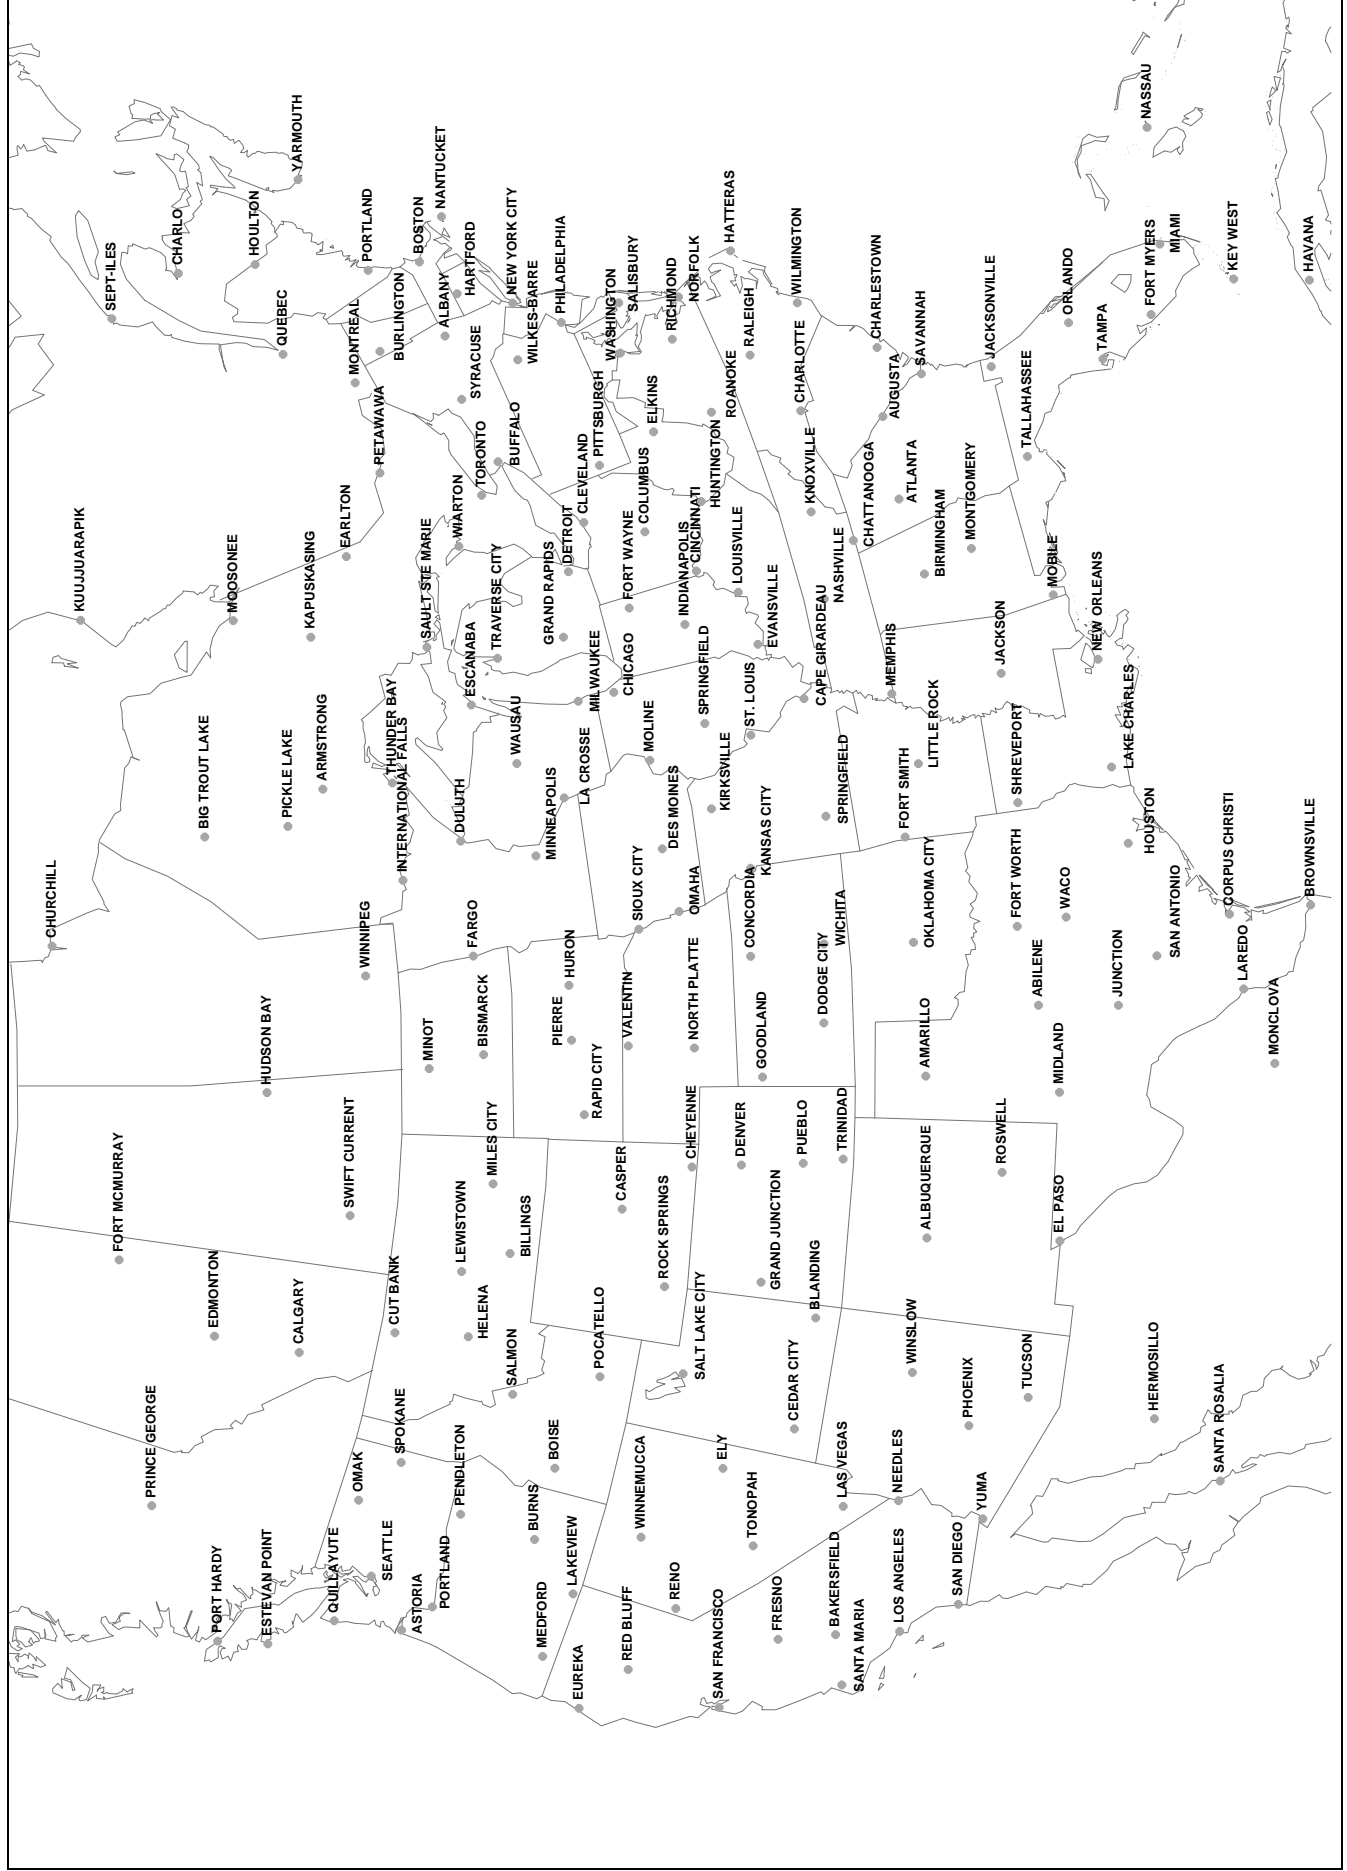 CHURCHILL
KUUJJUARAPIK
SEPT-ILES
FORT MCMURRAY
PRINCE GEORGE
CHARLO
BIG TROUT LAKE
EDMONTON
PORT HARDY
MOOSONEE
HOULTON
HUDSON BAY
ESTEVAN POINT
QUEBEC
PICKLE LAKE
CALGARY
YARMOUTH
KAPUSKASING
ARMSTRONG
QUILLAYUTE
EARLTON
SWIFT CURRENT
MONTREAL
OMAK
WINNIPEG
PORTLAND
SEATTLE
PETAWAWA
BURLINGTON
THUNDER BAY
CUT BANK
INTERNATIONAL FALLS
SPOKANE
ASTORIA
BOSTON
SAULT STE MARIE
MINOT
PORTLAND
NANTUCKET
ALBANY
WIARTON
HARTFORD
DULUTH
LEWISTOWN
PENDLETON
SYRACUSE
ESCANABA
FARGO
HELENA
TORONTO
BISMARCK
MILES CITY
TRAVERSE CITY
BUFFALO
NEW YORK CITY
SALMON
BILLINGS
WAUSAU
WILKES-BARRE
BURNS
MINNEAPOLIS
MEDFORD
BOISE
PHILADELPHIA
GRAND RAPIDS
DETROIT
PIERRE
HURON
LAKEVIEW
EUREKA
CLEVELAND
LA CROSSE
MILWAUKEE
RAPID CITY
PITTSBURGH
POCATELLO
WASHINGTON
SALISBURY
CASPER
CHICAGO
FORT WAYNE
VALENTIN
RED BLUFF
SIOUX CITY
WINNEMUCCA
COLUMBUS
MOLINE
ELKINS
ROCK SPRINGS
DES MOINES
RICHMOND
RENO
NORFOLK
INDIANAPOLIS
OMAHA
CHEYENNE
SALT LAKE CITY
NORTH PLATTE
CINCINNATI
HUNTINGTON
SPRINGFIELD
KIRKSVILLE
ROANOKE
HATTERAS
SAN FRANCISCO
ELY
LOUISVILLE
DENVER
RALEIGH
ST. LOUIS
CONCORDIA
KANSAS CITY
TONOPAH
GOODLAND
EVANSVILLE
GRAND JUNCTION
FRESNO
WILMINGTON
CHARLOTTE
PUEBLO
CEDAR CITY
KNOXVILLE
CAPE GIRARDEAU
BLANDING
DODGE CITY
WICHITA
NASHVILLE
SPRINGFIELD
BAKERSFIELD
TRINIDAD
LAS VEGAS
SANTA MARIA
CHATTANOOGA
CHARLESTOWN
AUGUSTA
MEMPHIS
NEEDLES
LOS ANGELES
ATLANTA
FORT SMITH
SAVANNAH
LITTLE ROCK
OKLAHOMA CITY
WINSLOW
AMARILLO
ALBUQUERQUE
BIRMINGHAM
SAN DIEGO
PHOENIX
MONTGOMERY
YUMA
JACKSONVILLE
JACKSON
ROSWELL
TALLAHASSEE
SHREVEPORT
FORT WORTH
TUCSON
ABILENE
MOBILE
MIDLAND
EL PASO
WACO
ORLANDO
NEW ORLEANS
TAMPA
JUNCTION
LAKE CHARLES
HOUSTON
NASSAU
FORT MYERS
HERMOSILLO
SAN ANTONIO
MIAMI
SANTA ROSALIA
CORPUS CHRISTI
KEY WEST
LAREDO
MONCLOVA
HAVANA
BROWNSVILLE